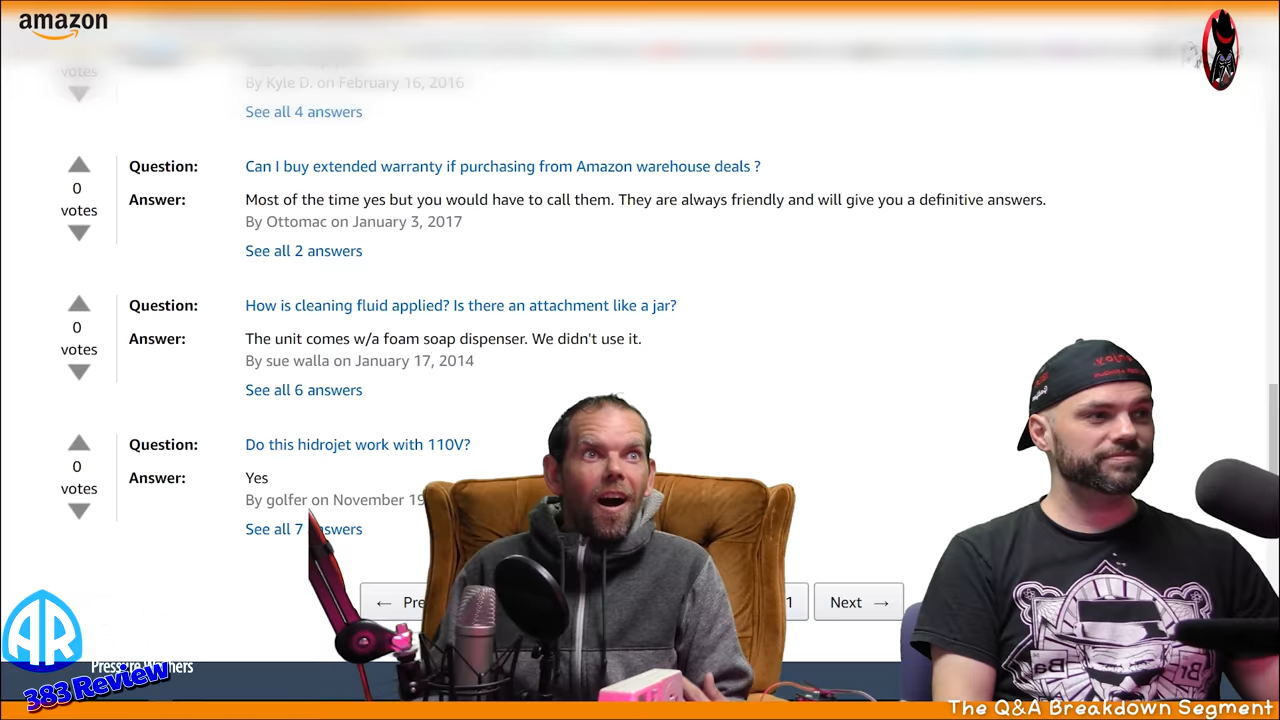 amazon
votes
By Kyle D. on February 16, 2016
See all 4 answers
Question: Can I buy extended warranty if purchasing from Amazon warehouse deals ?
0
votes
Answer: Most of the time yes but you would have to call them. They are always friendly and will give you a definitive answers.
By Ottomac on January 3, 2017
See all 2 answers
Question: How is cleaning fluid applied? Is there an attachment like a jar?
0
votes
Answer: The unit comes w/a foam soap dispenser. We didn't use it.
By sue walla on January 17, 2014
See all 6 answers
Question: Do this hidrojet work with 110V?
0
votes
Answer: Yes
By golfer on November 19
See all 7 answers
← Pre
1
Next →
AR
383 Review
The Q&A Breakdown Segment